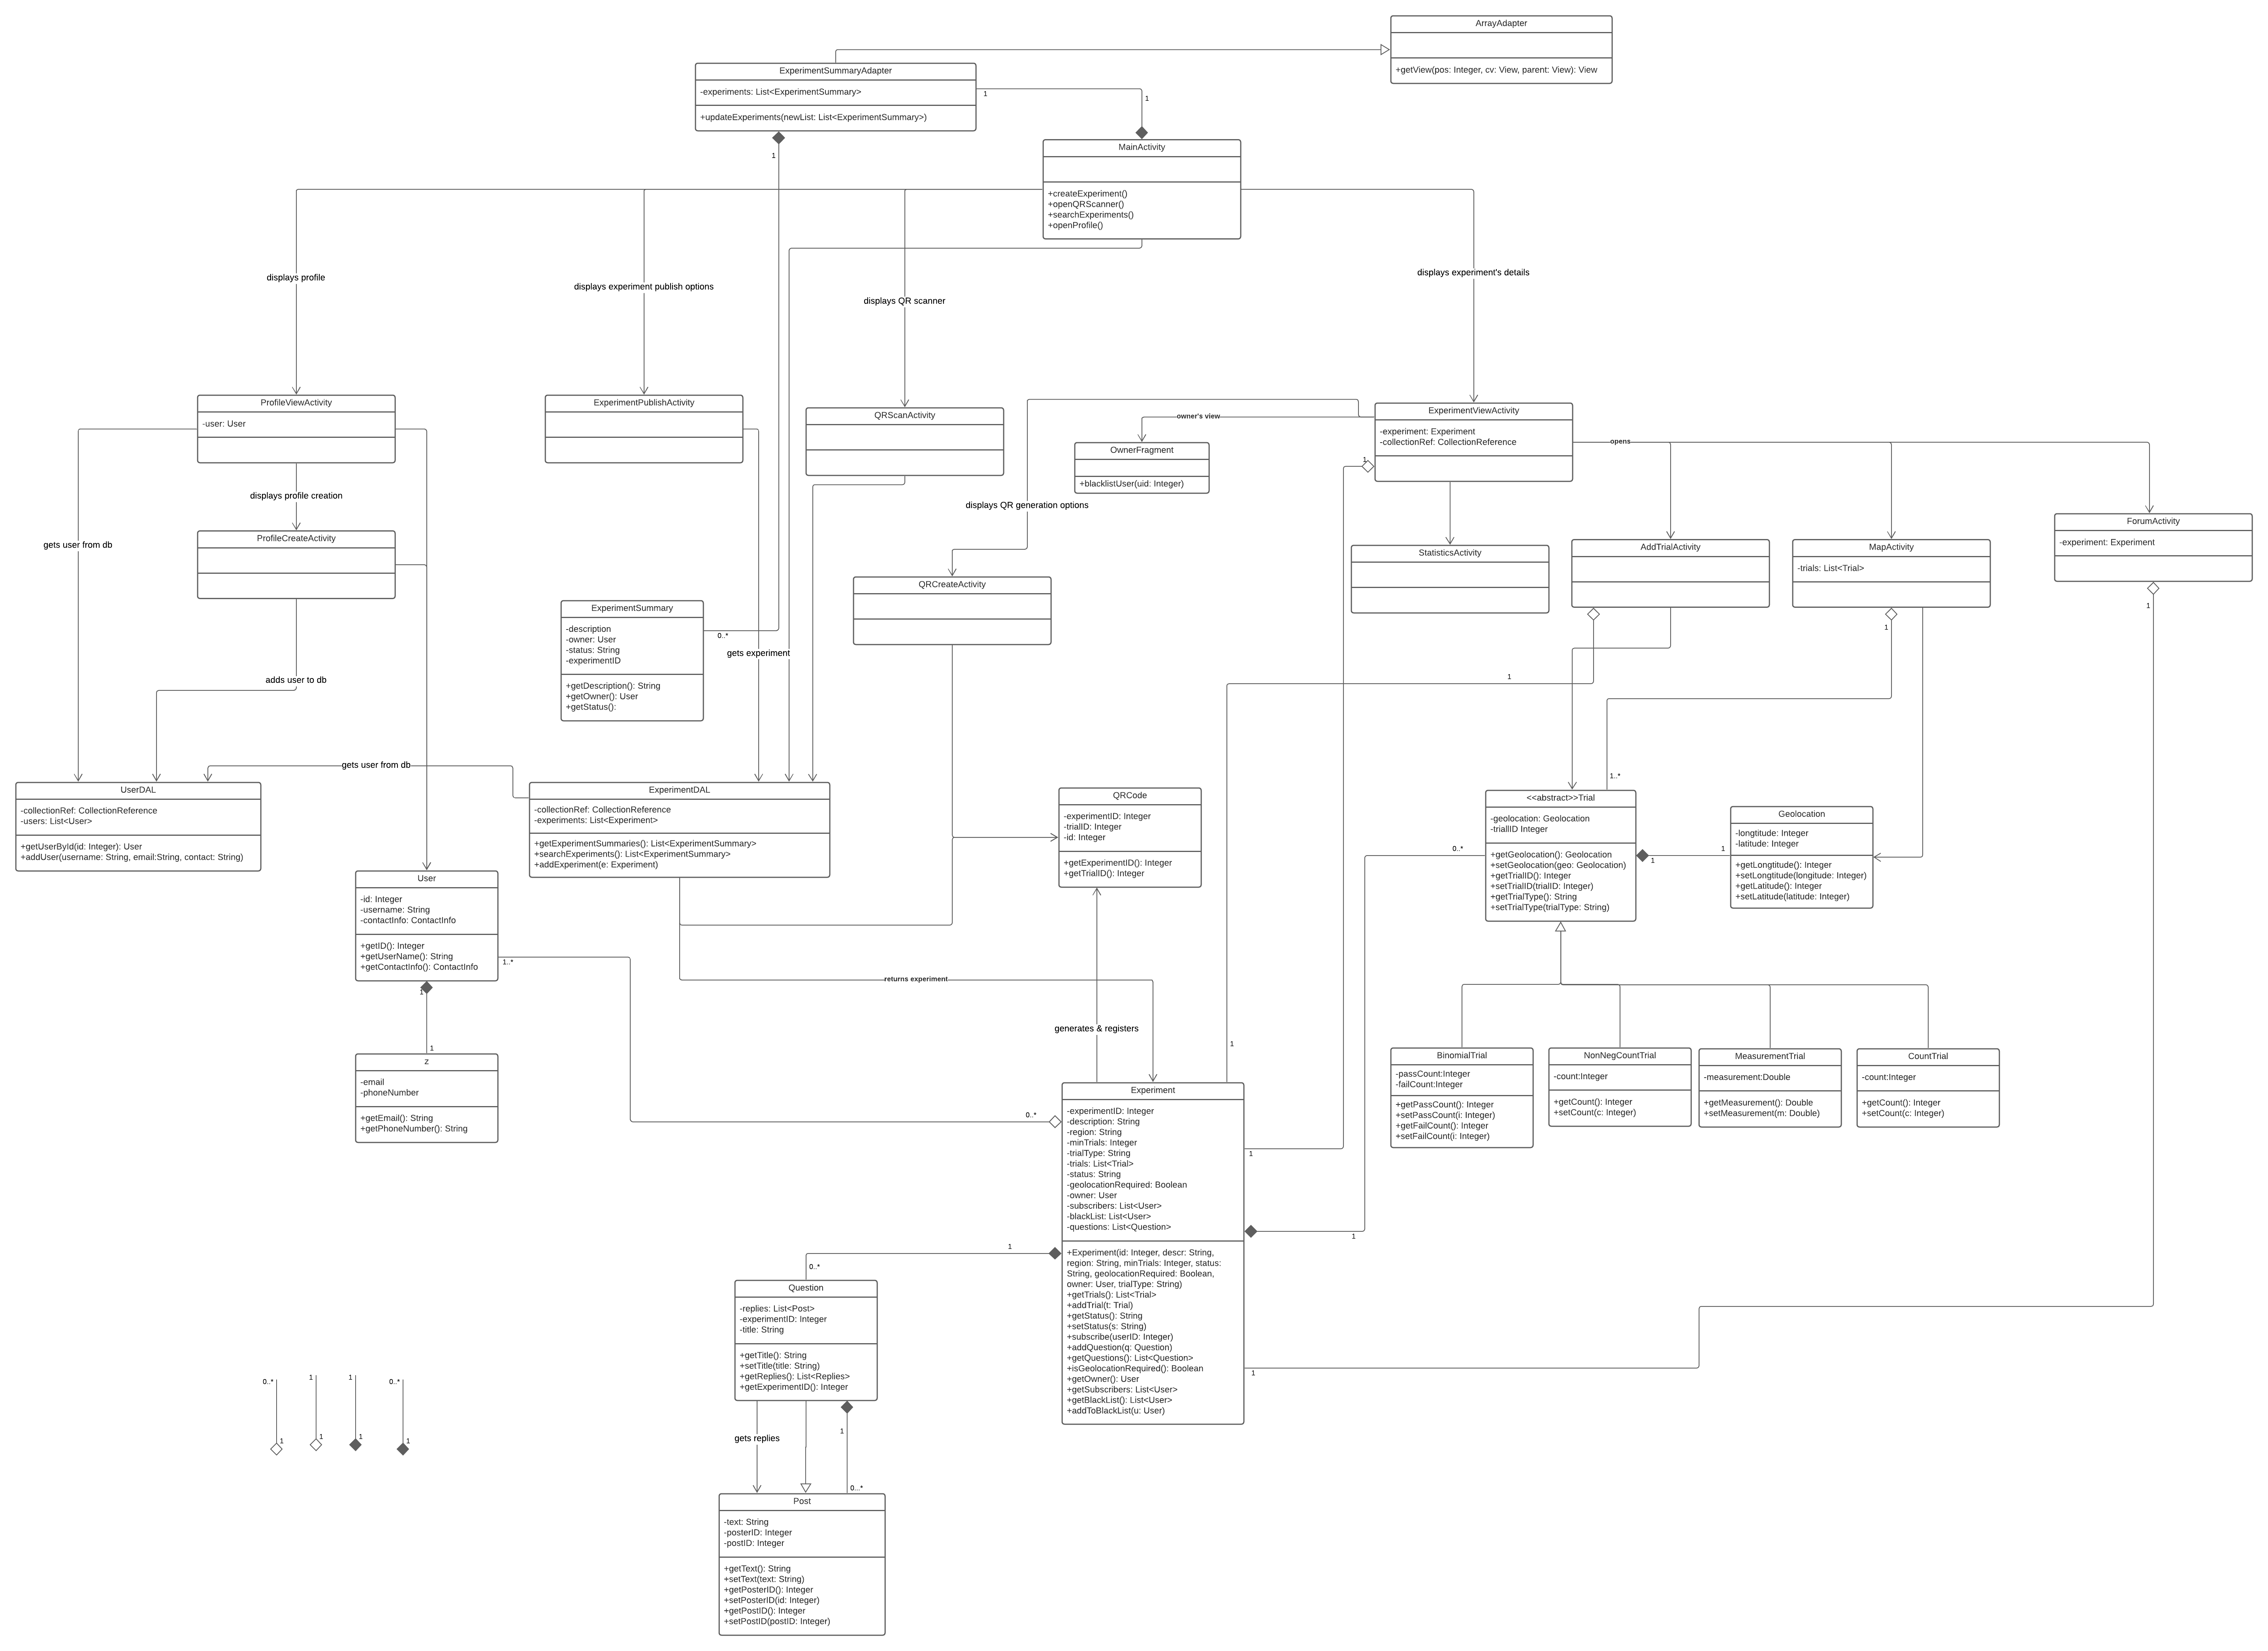 ArrayAdapter
+getView(pos: Integer, cv: View, parent: View): View
ExperimentSummaryAdapter
-experiments: List<ExperimentSummary>
+updateExperiments(newList: List<ExperimentSummary>)
1
1
1
MainActivity
+createExperiment()
+openQRScanner()
+searchExperiments()
+openProfile()
displays profile
displays experiment publish options
displays QR scanner
displays experiment's details
ProfileViewActivity
-user: User
ExperimentPublishActivity
QRScanActivity
owner's view
OwnerFragment
+blacklistUser(uid: Integer)
ExperimentViewActivity
-experiment: Experiment
-collectionRef: CollectionReference
1
opens
displays profile creation
displays QR generation options
gets user from db
ProfileCreateActivity
QRCreateActivity
StatisticsActivity
AddTrialActivity
MapActivity
-trials: List<Trial>
1
ForumActivity
-experiment: Experiment
1
ExperimentSummary
-description
-owner: User
-status: String
-experimentID
+getDescription(): String
+getOwner(): User
+getStatus():
0..*
gets experiment
adds user to db
1
1..*
gets user from db
UserDAL
-collectionRef: CollectionReference
-users: List<User>
+getUserById(id: Integer): User
+addUser(username: String, email:String, contact: String)
ExperimentDAL
-collectionRef: CollectionReference
-experiments: List<Experiment>
+getExperimentSummaries(): List<ExperimentSummary>
+searchExperiments(): List<ExperimentSummary>
+addExperiment(e: Experiment)
QRCode
-experimentID: Integer
-trialID: Integer
-id: Integer
+getExperimentID(): Integer
+getTrialID(): Integer
<<abstract>>Trial
-geolocation: Geolocation
-trialID Integer
+getGeolocation(): Geolocation
+setGeolocation(geo: Geolocation)
+getTrialID(): Integer
+setTrialID(trialID: Integer)
+getTrialType(): String
+setTrialType(trialType: String)
0..*
1
1
Geolocation
-longtitude: Integer
-latitude: Integer
+getLongtitude(): Integer
+setLongtitude(longitude: Integer)
+getLatitude(): Integer
+setLatitude(latitude: Integer)
User
-id: Integer
-username: String
-contactInfo: ContactInfo
+getID(): Integer
+getUserName(): String
+getContactInfo(): ContactInfo
1..*
1
1
returns experiment
generates & registers
1
z
-email
-phoneNumber
+getEmail(): String
+getPhoneNumber(): String
BinomialTrial
-passCount:Integer
-failCount:Integer
+getPassCount(): Integer
+setPassCount(i: Integer)
+getFailCount(): Integer
+setFailCount(i: Integer)
NonNegCountTrial
-count:Integer
+getCount(): Integer
+setCount(c: Integer)
MeasurementTrial
-measurement:Double
+getMeasurement(): Double
+setMeasurement(m: Double)
CountTrial
-count:Integer
+getCount(): Integer
+setCount(c: Integer)
0..*
Experiment
-experimentID: Integer
-description: String
-region: String
-minTrials: Integer
-trialType: String
-trials: List<Trial>
-status: String
-geolocationRequired: Boolean
-owner: User
-subscribers: List<User>
-blackList: List<User>
-questions: List<Question>
+Experiment(id: Integer, descr: String,
region: String, minTrials: Integer, status:
String, geolocationRequired: Boolean,
owner: User, trialType: String)
+getTrials(): List<Trial>
+addTrial(t: Trial)
+getStatus(): String
+setStatus(s: String)
+subscribe(userID: Integer)
+addQuestion(q: Question)
+getQuestions(): List<Question>
+isGeolocationRequired(): Boolean
+getOwner(): User
+getSubscribers: List<User>
+getBlackList(): List<User>
+addToBlackList(u: User)
1
1
1
1
0..*
Question
-replies: List<Post>
-experimentID: Integer
-title: String
+getTitle(): String
+setTitle(title: String)
+getReplies(): List<Replies>
+getExperimentID(): Integer
0..*
1
1
0..*
1
1
1
1
gets replies
1
0...*
Post
-text: String
-posterID: Integer
-postID: Integer
+getText(): String
+setText(text: String)
+getPosterID(): Integer
+setPosterID(id: Integer)
+getPostID(): Integer
+setPostID(postID: Integer)